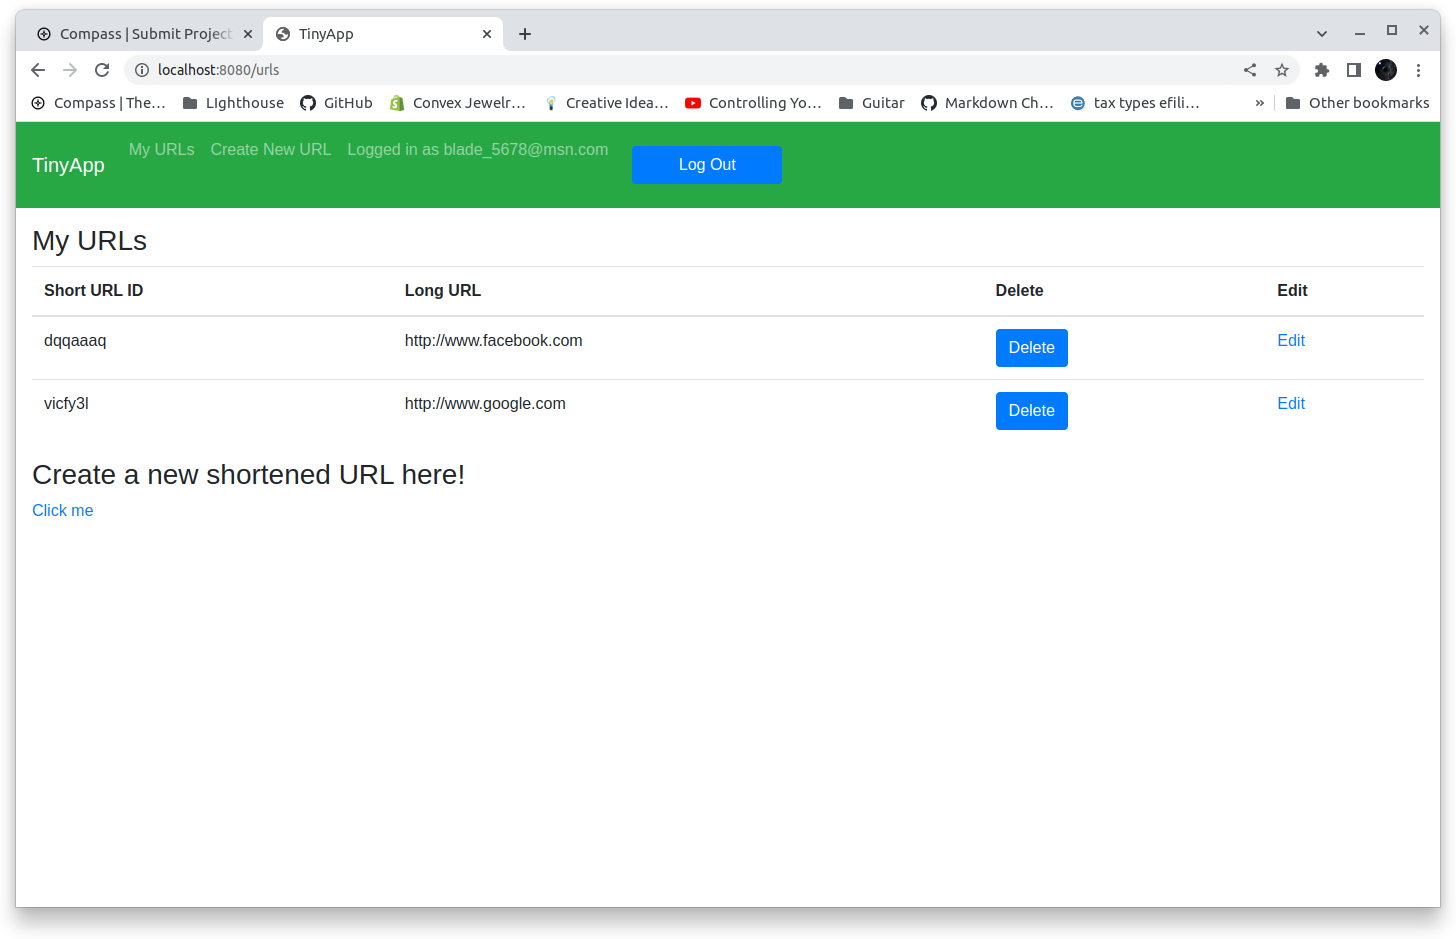 Compass | Submit Project
TinyApp
localhost:8080/urls
Compass | The... LIghthouse GitHub Convex Jewelr... Creative Idea... Controlling Yo... Guitar Markdown Ch... tax types efili... » Other bookmarks
TinyApp My URLs Create New URL Logged in as blade_5678@msn.com Log Out
My URLs
Short URL ID Long URL Delete Edit
dqqaaaq http://www.facebook.com Delete Edit
vicfy3l http://www.google.com Delete Edit
Create a new shortened URL here!
Click me